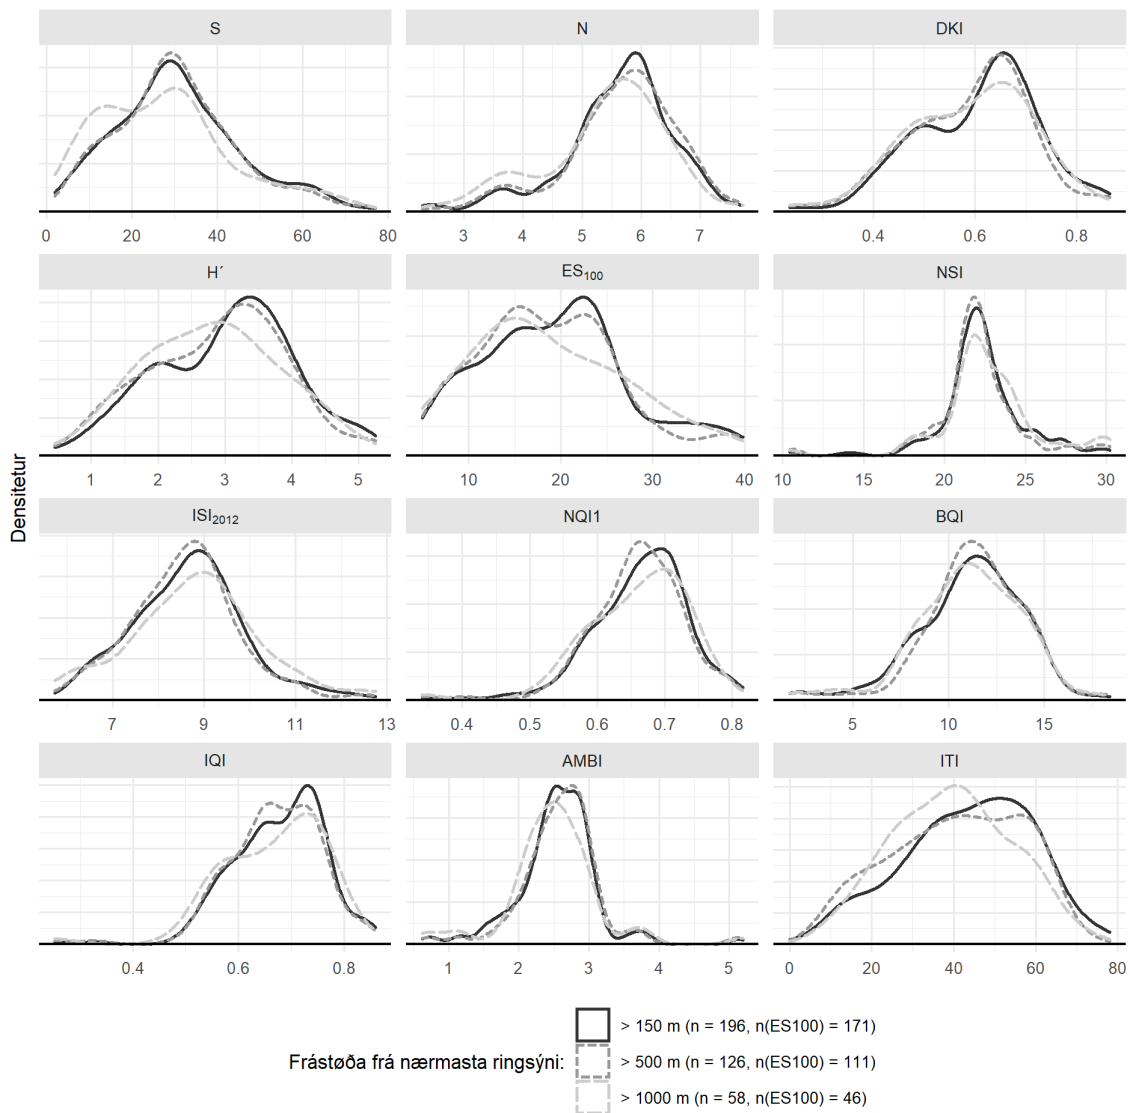 S N DKI
0 20 40 60 80 3 4 5 6 7 0.4 0.6 0.8
H´ ES100 NSI
1 2 3 4 5 10 20 30 40 10 15 20 25 30
Densitetur
ISI2012 NQI1 BQI
7 9 11 13 0.4 0.5 0.6 0.7 0.8 5 10 15
IQI AMBI ITI
0.4 0.6 0.8 1 2 3 4 5 0 20 40 60 80
Frástøða frá nærmasta ringsýni:
> 150 m (n = 196, n(ES100) = 171)
> 500 m (n = 126, n(ES100) = 111)
> 1000 m (n = 58, n(ES100) = 46)